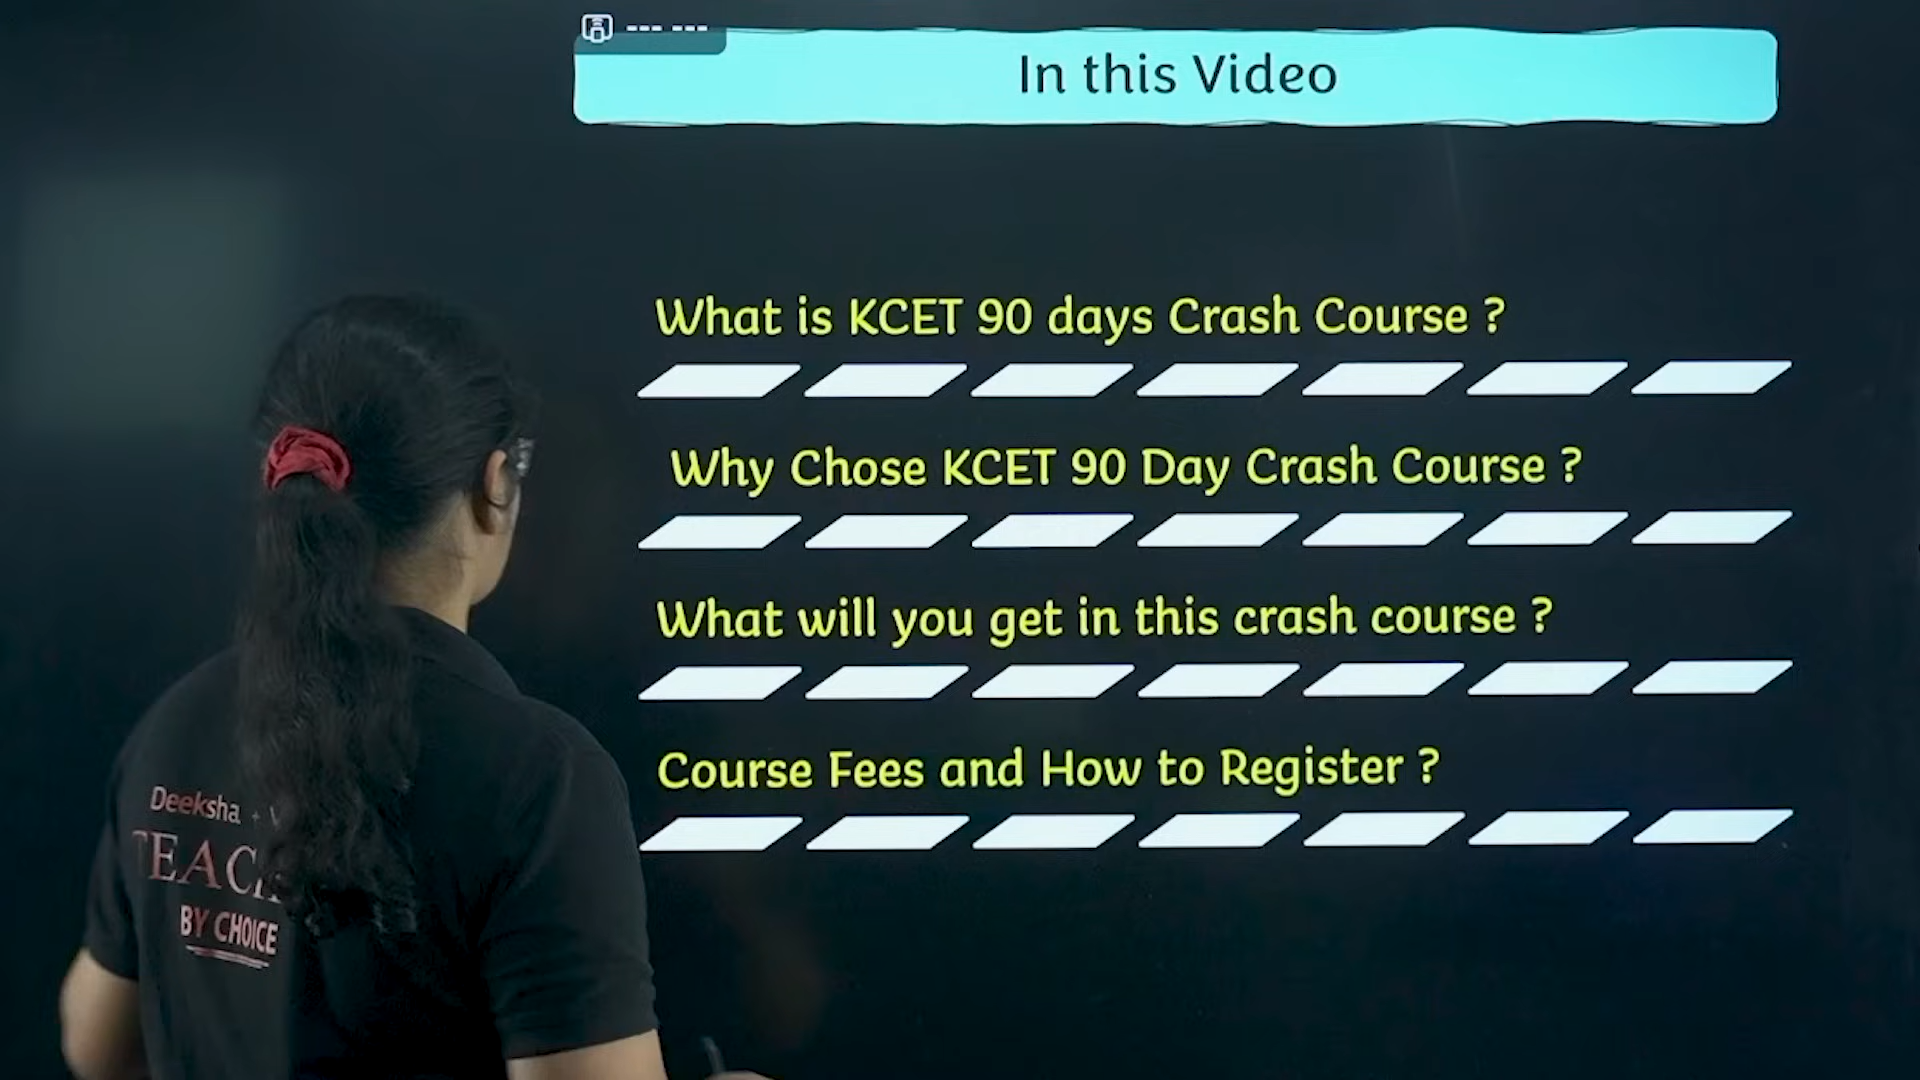 In this Video
What is KCET 90 days Crash Course ?
Why Chose KCET 90 Day Crash Course ?
What will you get in this crash course ?
Course Fees and How to Register ?
Deeksha
BY CHOICE